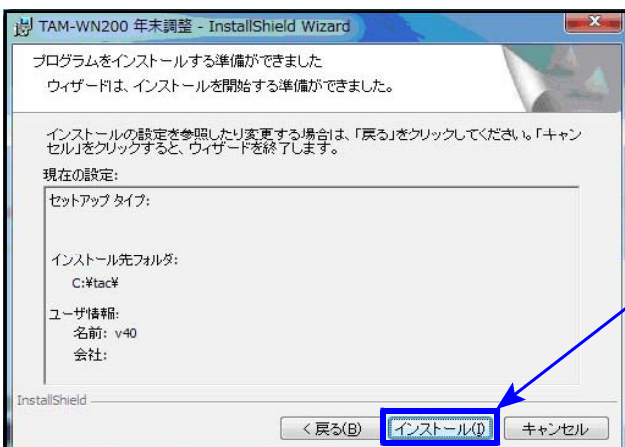 TAM-WN200 年末調整 - InstallShield Wizard
プログラムをインストールする準備ができました
ウィザードは、インストールを開始する準備ができました。
インストールの設定を参照したり変更する場合は、「戻る」をクリックしてください。「キャン
セル」をクリックすると、ウィザードを終了します。
現在の設定:
セットアップ タイプ:
インストール先フォルダ:
C:¥tac¥
ユーザ情報:
名前: v40
会社:
InstallShield
< 戻る(B) インストール(I) キャンセル